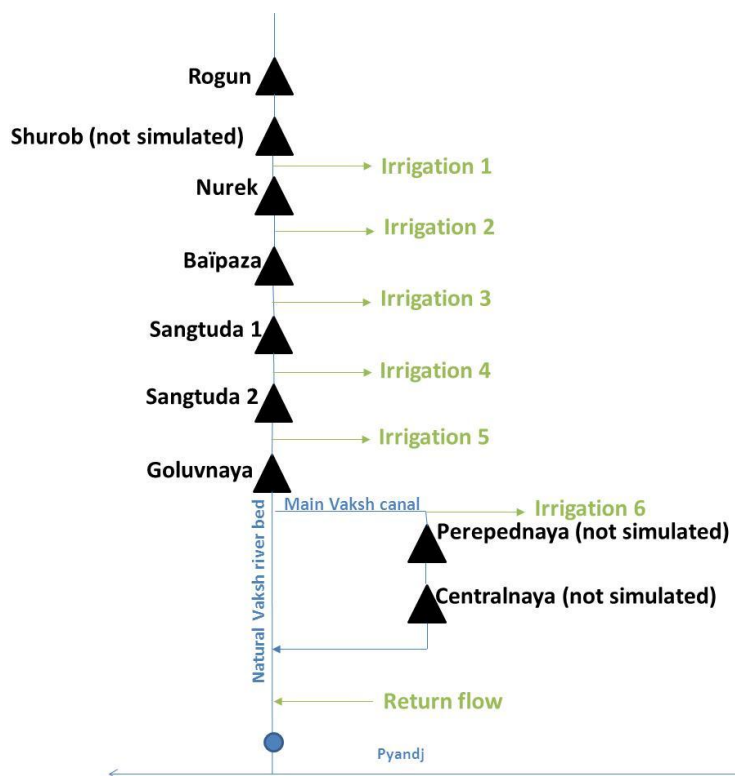 Rogun
Shurob (not simulated)
Irrigation 1
Nurek
Irrigation 2
Baïpaza
Irrigation 3
Sangtuda 1
Irrigation 4
Sangtuda 2
Irrigation 5
Goluvnaya
Main Vaksh canal
Irrigation 6
Natural Vaksh river bed
Perepednaya (not simulated)
Centralnaya (not simulated)
Return flow
Pyandj